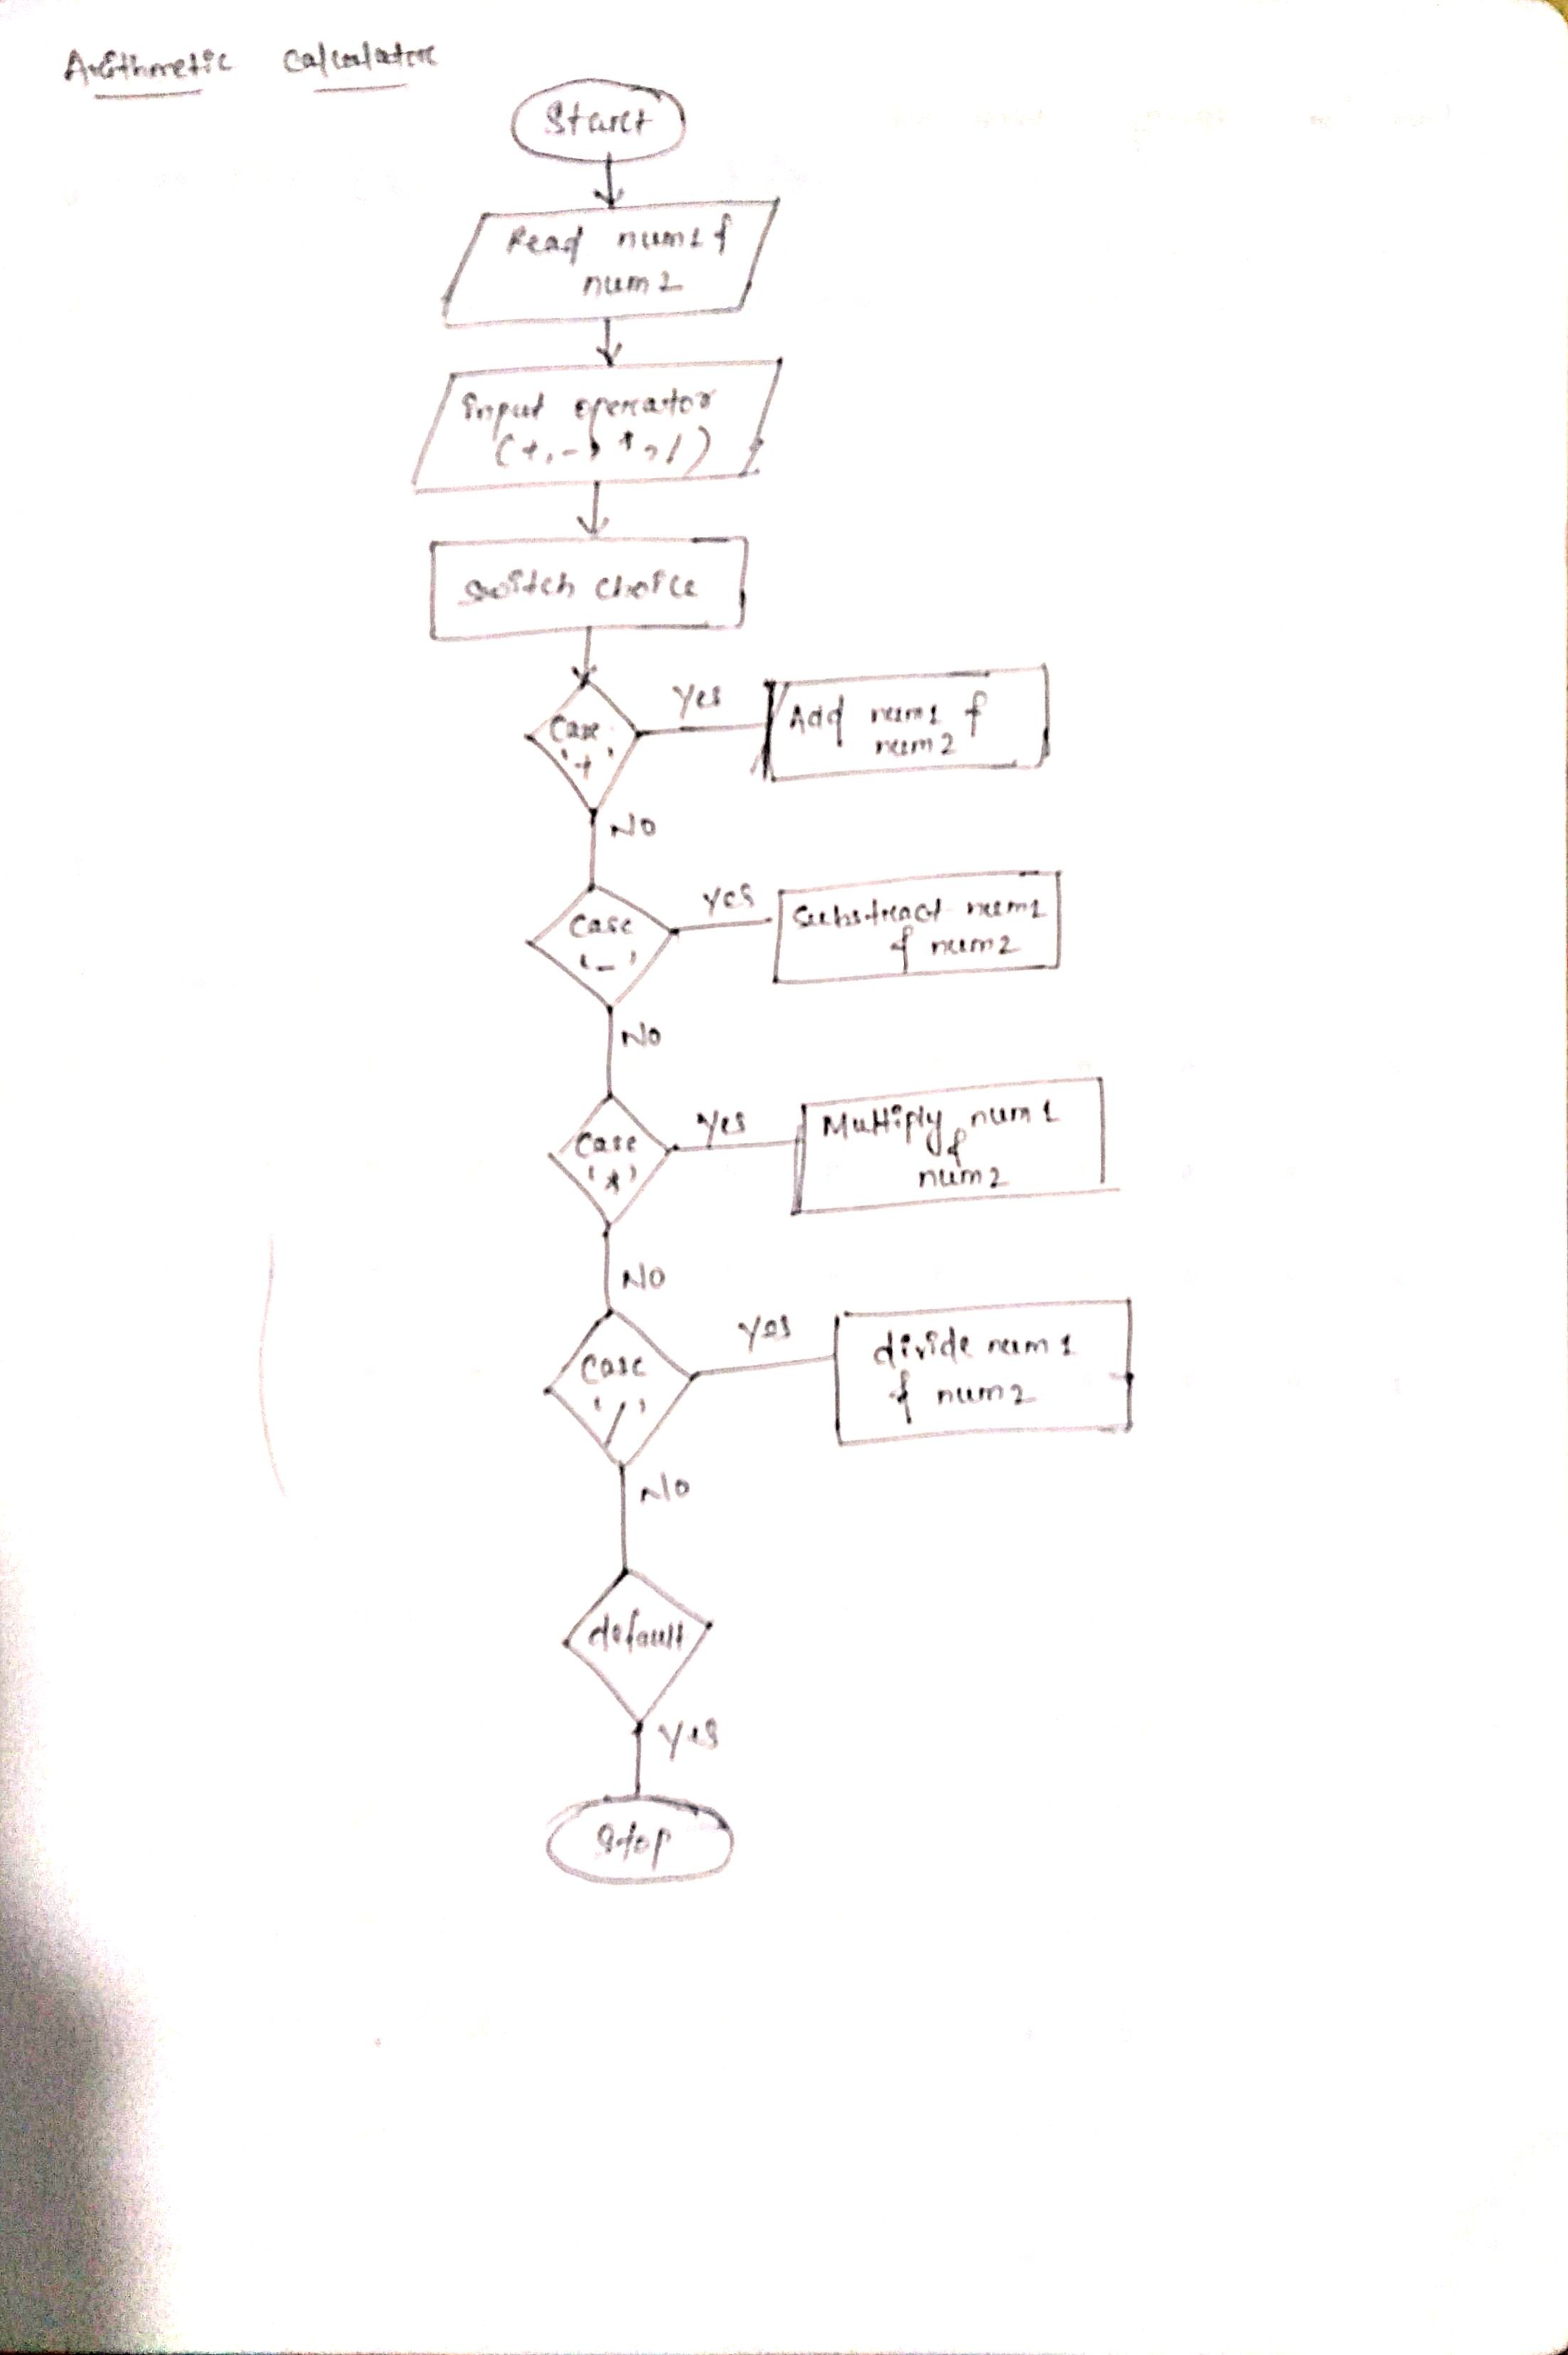 Arithmetic Calculator
Start
Read num1 &
num2
Input operator
(+, -, *, /)
Switch choice
Case
'+'
Yes
Add num1 &
num2
NO
Case
'-'
Yes
Substract num1
& num2
NO
Case
'*'
Yes
Multiply num1
&
num2
NO
Case
'/'
Yes
divide num1
& num2
NO
default
Yes
Stop